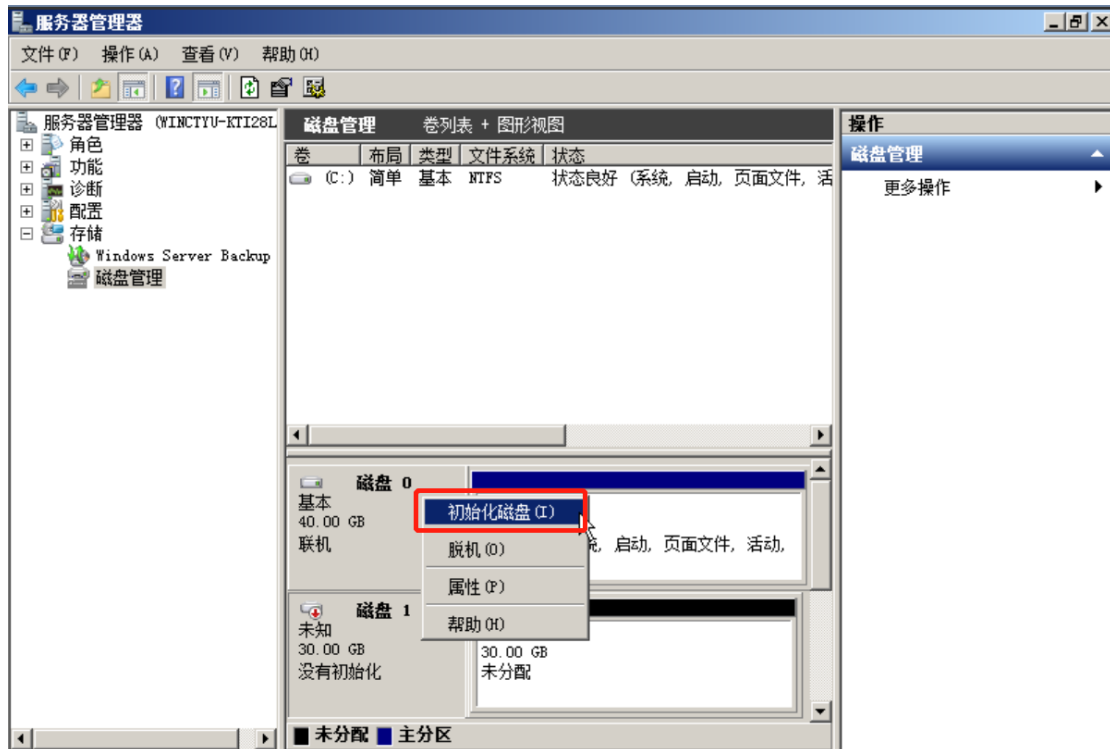 服务器管理器
文件(F) 操作(A) 查看(V) 帮助(H)
服务器管理器 (WINCTYU-KTI28L
角色
功能
诊断
配置
存储
Windows Server Backup
磁盘管理
磁盘管理 卷列表 + 图形视图
卷 布局 类型 文件系统 状态
(C:) 简单 基本 NTFS 状态良好 (系统, 启动, 页面文件, 活
磁盘 0
基本
40.00 GB
联机
启动, 页面文件, 活动,
初始化磁盘(I)
脱机(O)
属性(P)
帮助(H)
磁盘 1
未知
30.00 GB
没有初始化
30.00 GB
未分配
未分配 主分区
操作
磁盘管理
更多操作